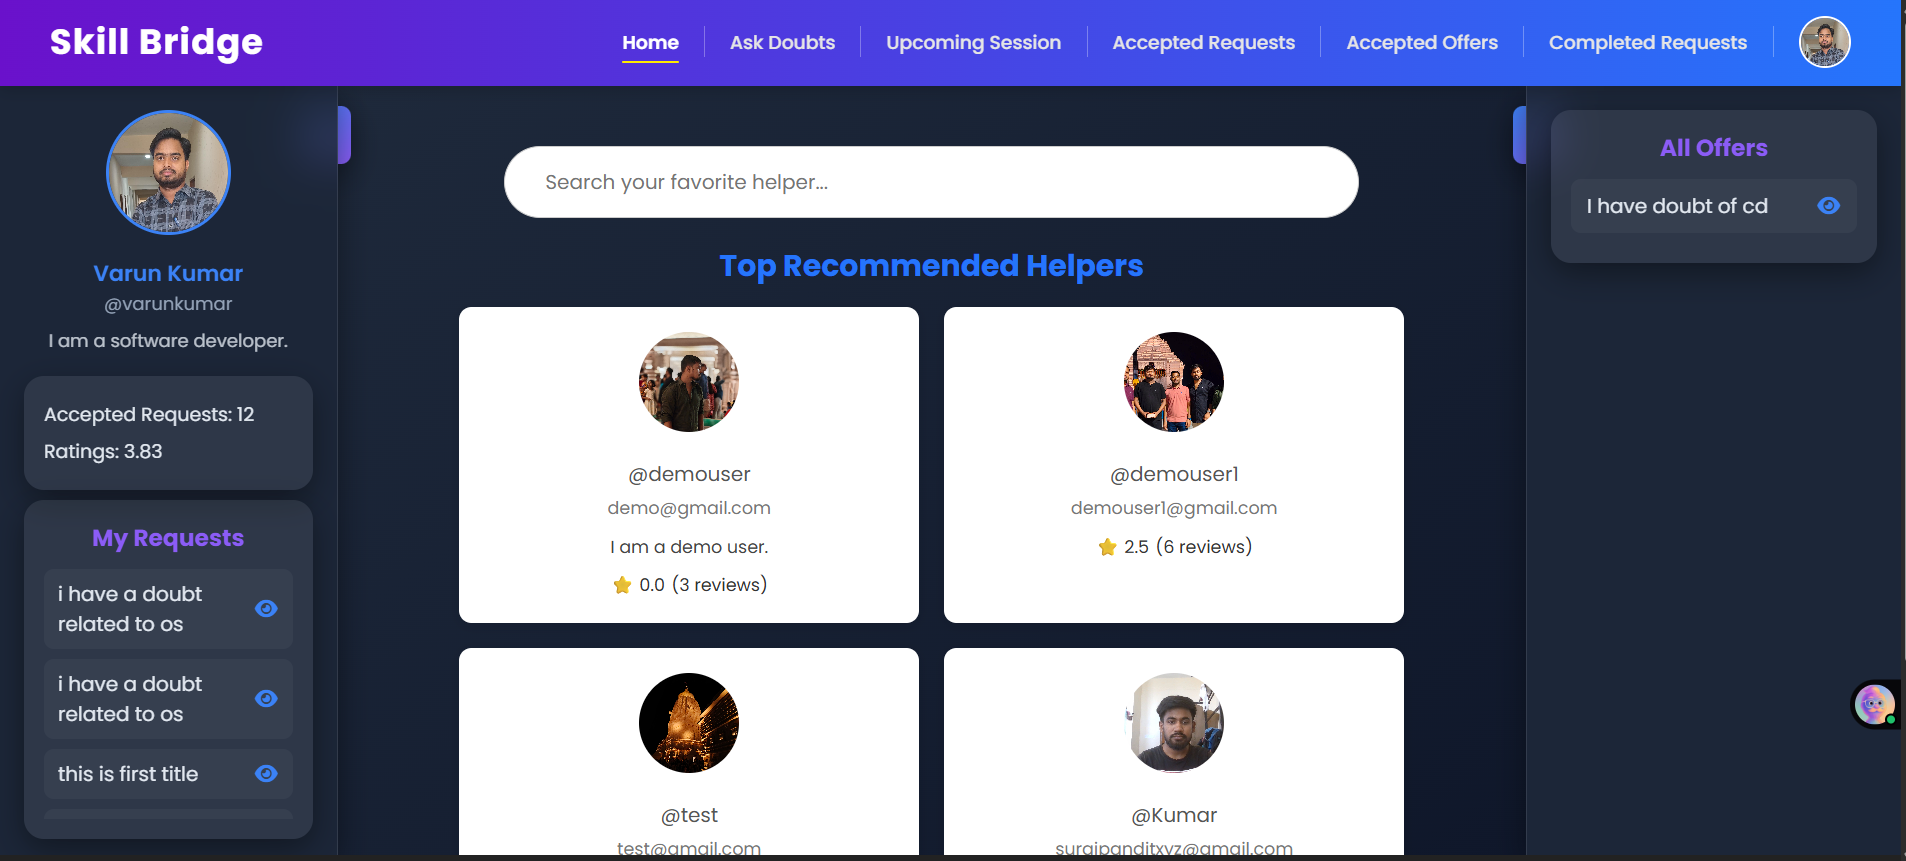 Skill Bridge
Home
Ask Doubts
Upcoming Session
Accepted Requests
Accepted Offers
Completed Requests
Varun Kumar
@varunkumar
I am a software developer.
Accepted Requests: 12
Ratings: 3.83
My Requests
i have a doubt
related to os
i have a doubt
related to os
this is first title
Search your favorite helper...
Top Recommended Helpers
@demouser
demo@gmail.com
I am a demo user.
0.0 (3 reviews)
@demouser1
demouser1@gmail.com
2.5 (6 reviews)
@test
test@gmail.com
@Kumar
surajpanditxyz@gmail.com
All Offers
I have doubt of cd